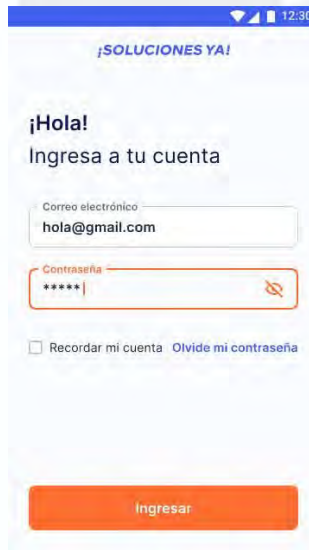 12:30
¡SOLUCIONES YA!
¡Hola!
Ingresa a tu cuenta
Correo electrónico
hola@gmail.com
Contraseña
*****
Recordar mi cuenta Olvide mi contraseña
Ingresar